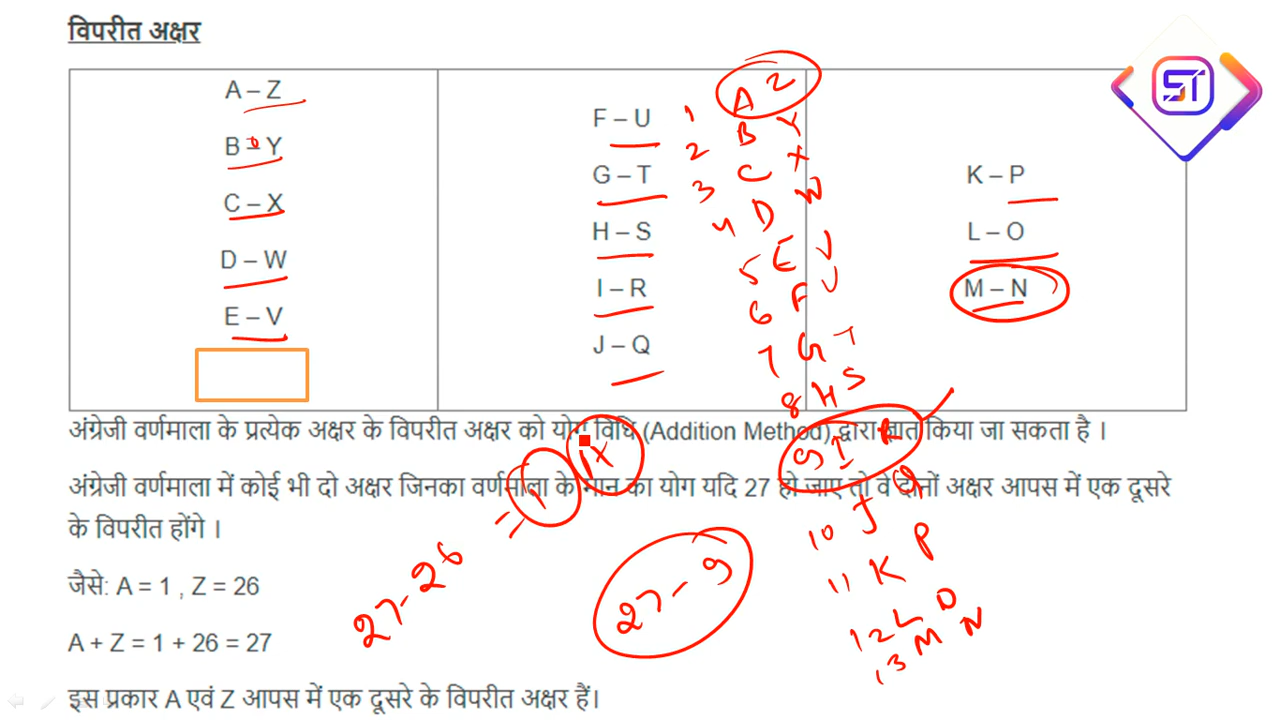 विपरीत अक्षर
A – Z
B – Y
C – X
D – W
E – V
F – U
G – T
H – S
I – R
J – Q
K – P
L – O
M – N
1 A Z
2 B Y
3 C X
4 D W
5 E V
6 F U
7 G T
8 H S
9 I R
10 J Q
11 K P
12 L O
13 M N
ST
अंग्रेजी वर्णमाला के प्रत्येक अक्षर के विपरीत अक्षर को योग विधि (Addition Method) द्वारा ज्ञात किया जा सकता है ।
अंग्रेजी वर्णमाला में कोई भी दो अक्षर जिनका वर्णमाला के मान का योग यदि 27 हो जाए तो वे दोनों अक्षर आपस में एक दूसरे
के विपरीत होंगे ।
27-26 = 1
27-9
जैसे: A = 1 , Z = 26
A + Z = 1 + 26 = 27
इस प्रकार A एवं Z आपस में एक दूसरे के विपरीत अक्षर हैं।